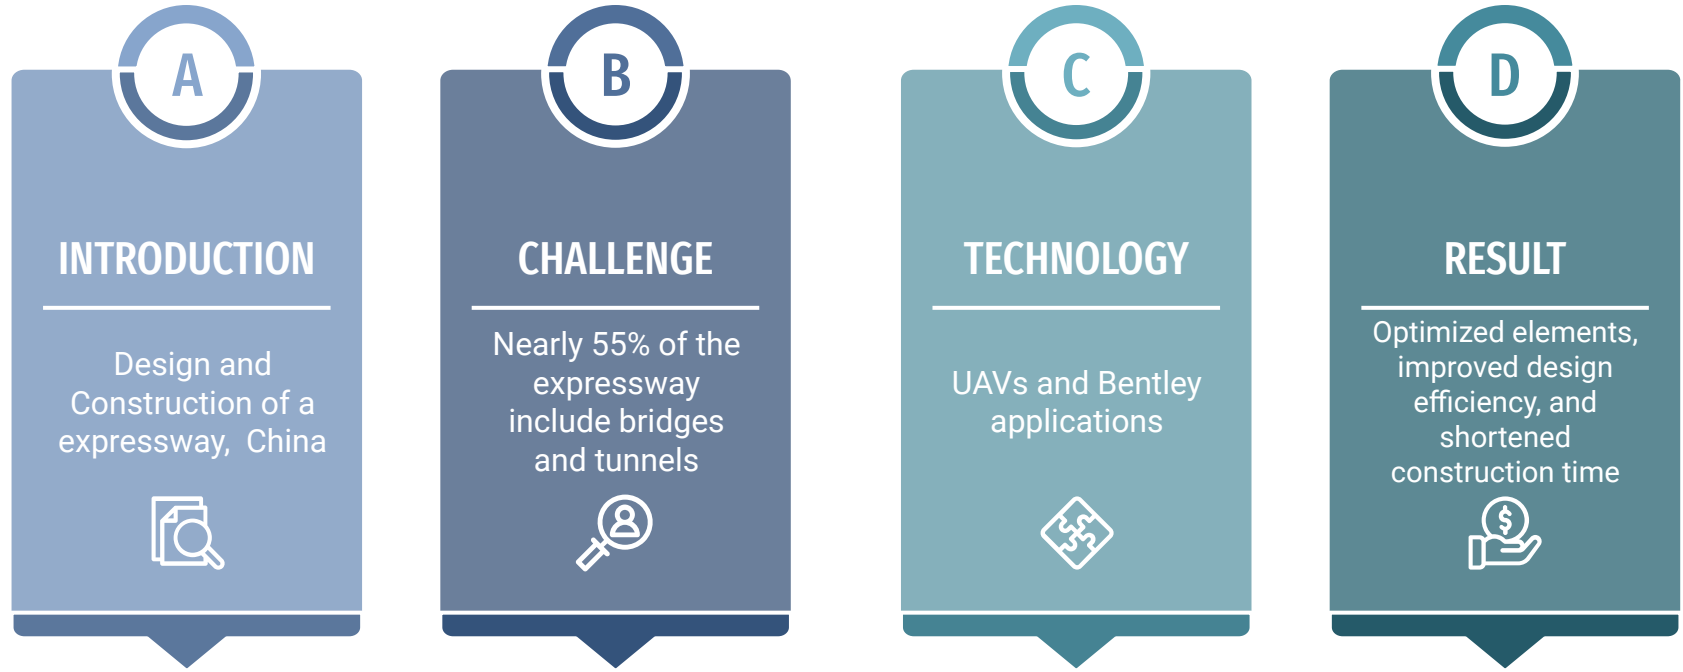 A
INTRODUCTION
Design and
Construction of a
expressway, China
B
CHALLENGE
Nearly 55% of the
expressway
include bridges
and tunnels
C
TECHNOLOGY
UAVs and Bentley
applications
D
RESULT
Optimized elements,
improved design
efficiency, and
shortened
construction time
$